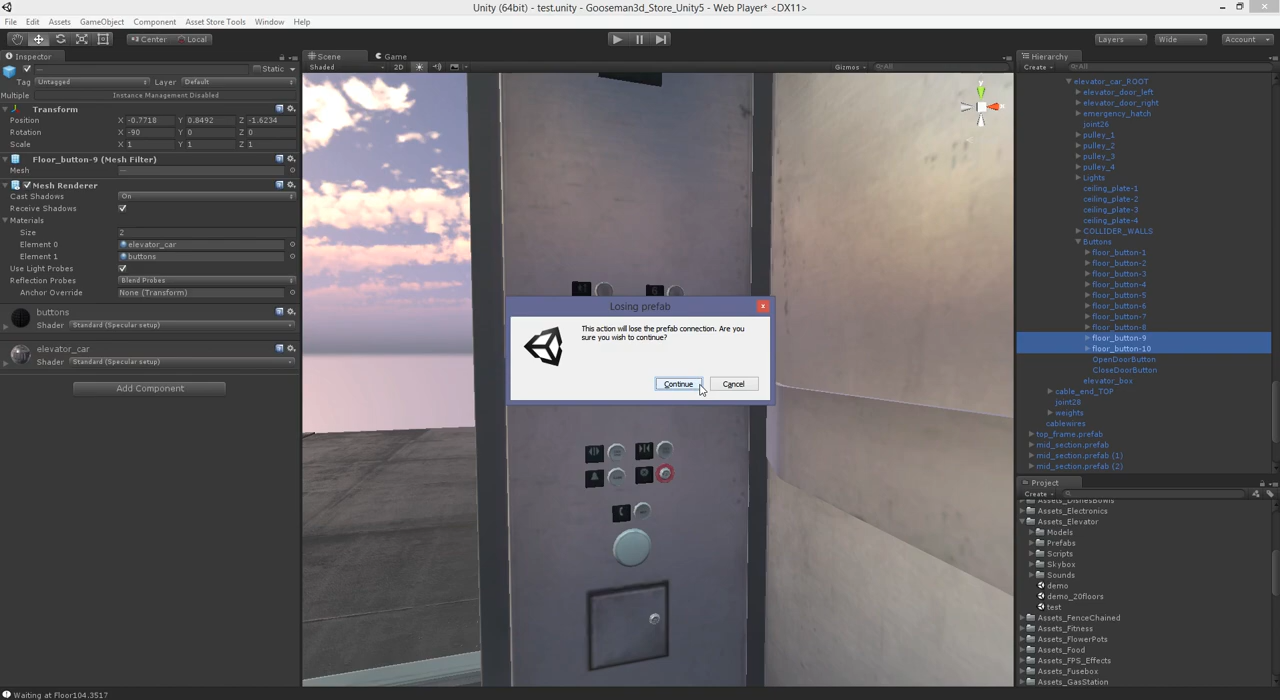 Unity (64bit) - test.unity - Gooseman3d_Store_Unity5 - Web Player* <DX11>
File Edit Assets GameObject Component Asset Store Tools Window Help
Center Local Layers Wide Account
Inspector
Static
Tag Untagged Layer Default
Multiple Instance Management Disabled
Transform
Position X -0.7718 Y 0.8492 Z -1.6234
Rotation X -90 Y 0 Z 0
Scale X 1 Y 1 Z 1
Floor_button-9 (Mesh Filter)
Mesh —
Mesh Renderer
Cast Shadows On
Receive Shadows
Materials
Size 2
Element 0 elevator_car
Element 1 buttons
Use Light Probes
Reflection Probes Blend Probes
Anchor Override None (Transform)
buttons
Shader Standard (Specular setup)
elevator_car
Shader Standard (Specular setup)
Add Component
Scene Game
Shaded 2D Gizmos All
Losing prefab
This action will lose the prefab connection. Are you
sure you wish to continue?
Continue Cancel
Hierarchy
Create All
elevator_car_ROOT
elevator_door_left
elevator_door_right
emergency_hatch
joint26
pulley_1
pulley_2
pulley_3
pulley_4
Lights
ceiling_plate-1
ceiling_plate-2
ceiling_plate-3
ceiling_plate-4
COLLIDER_WALLS
Buttons
floor_button-1
floor_button-2
floor_button-3
floor_button-4
floor_button-5
floor_button-6
floor_button-7
floor_button-8
floor_button-9
floor_button-10
OpenDoorButton
CloseDoorButton
elevator_box
cable_end_TOP
joint28
weights
cablewires
top_frame.prefab
mid_section.prefab
mid_section.prefab (1)
mid_section.prefab (2)
Project
Create
Assets_DishesBowls
Assets_Electronics
Assets_Elevator
Models
Prefabs
Scripts
Skybox
Sounds
demo
demo_20floors
test
Assets_FenceChained
Assets_Fitness
Assets_FlowerPots
Assets_Food
Assets_FPS_Effects
Assets_Fusebox
Assets_GasStation
Waiting at Floor104.3517